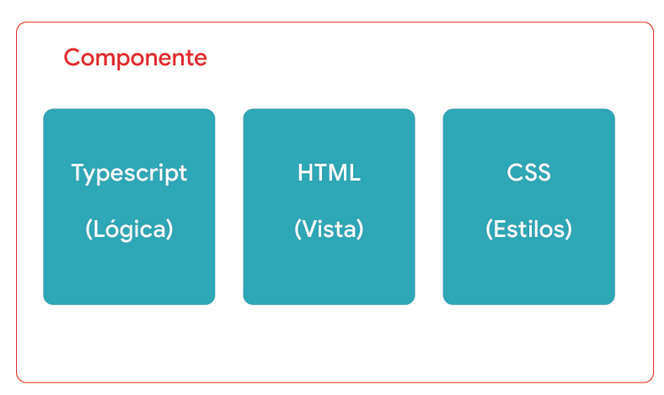 Componente
Typescript
(Lógica)
HTML
(Vista)
CSS
(Estilos)